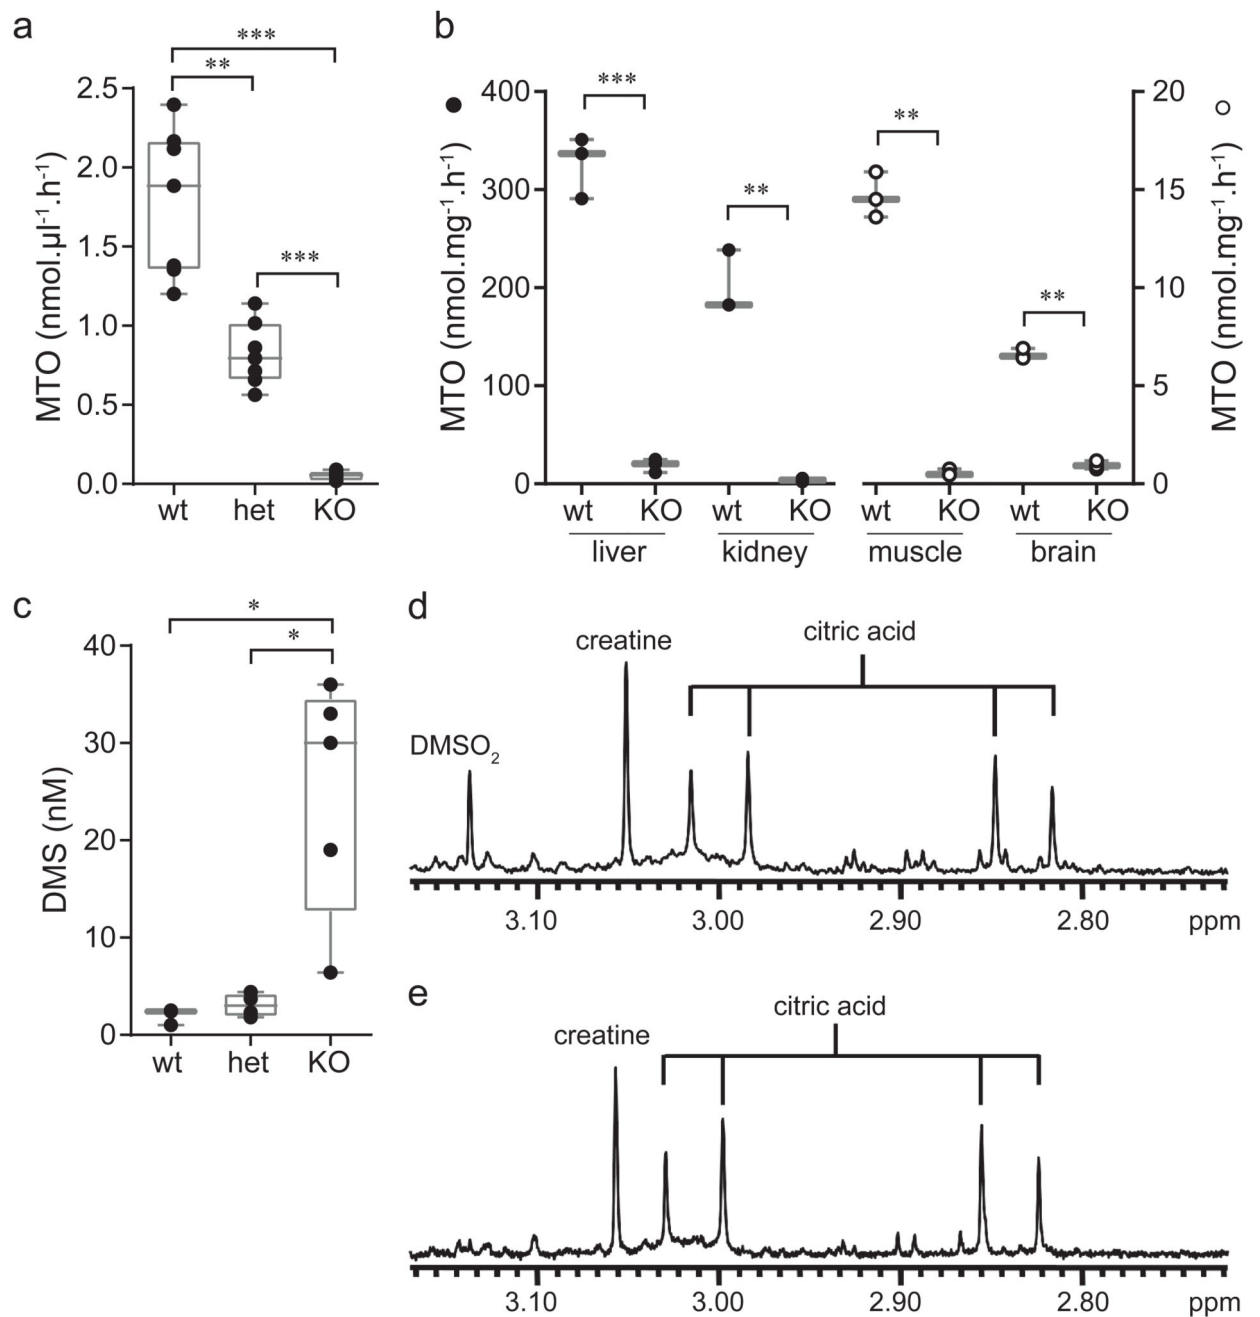 a
***
**
***
MTO (nmol.µl⁻¹.h⁻¹)
2.5
2.0
1.5
1.0
0.5
0.0
wt het KO
b
***
**
**
**
MTO (nmol.mg⁻¹.h⁻¹)
400
300
200
100
0
20
15
10
5
0
MTO (nmol.mg⁻¹.h⁻¹)
wt KO wt KO wt KO wt KO
liver kidney muscle brain
c
*
*
DMS (nM)
40
30
20
10
0
wt het KO
d
DMSO₂
creatine
citric acid
3.10 3.00 2.90 2.80 ppm
e
creatine
citric acid
3.10 3.00 2.90 2.80 ppm